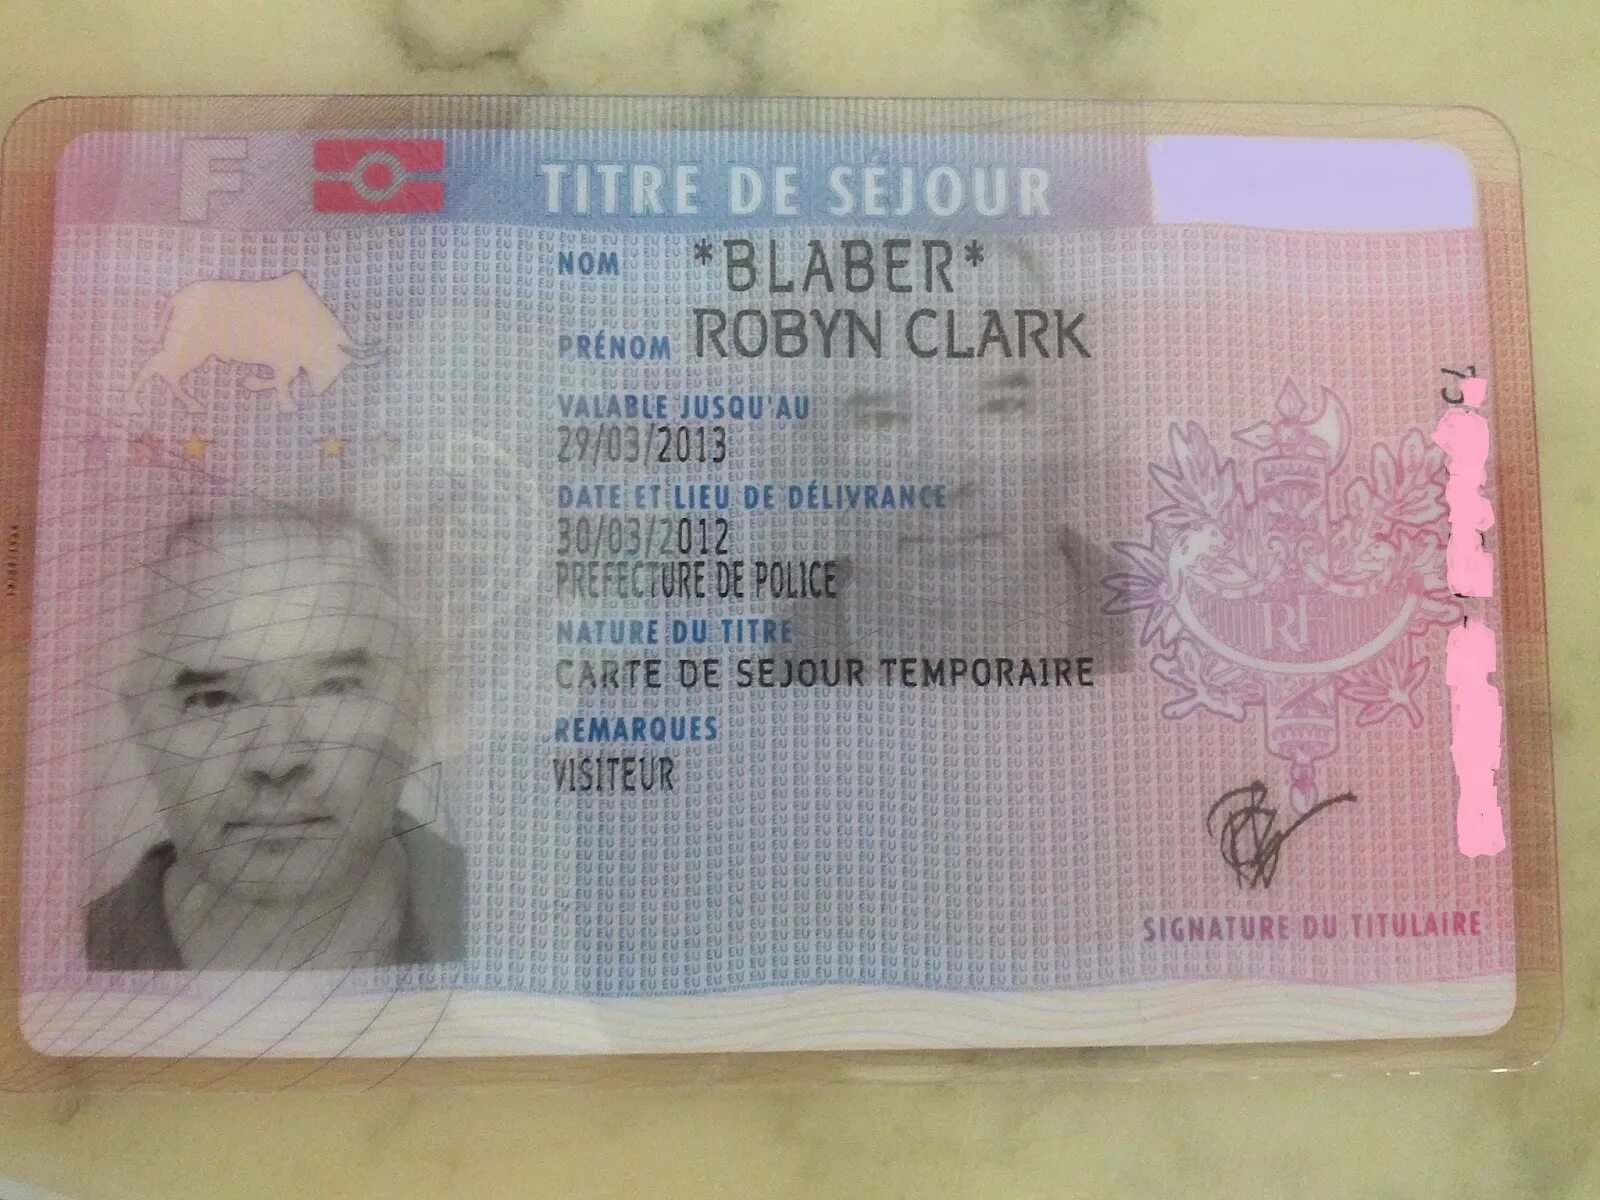 F
TITRE DE SÉJOUR
NOM *BLABER*
PRÉNOM ROBYN CLARK
VALABLE JUSQU'AU
29/03/2013
DATE ET LIEU DE DÉLIVRANCE
30/03/2012
PREFECTURE DE POLICE
NATURE DU TITRE
CARTE DE SEJOUR TEMPORAIRE
REMARQUES
VISITEUR
RF
SIGNATURE DU TITULAIRE